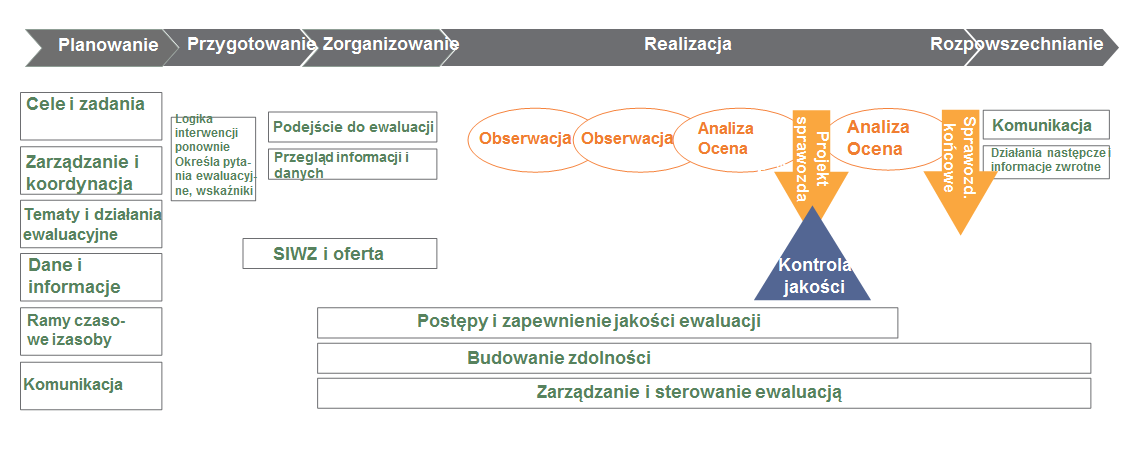 Planowanie
Przygotowanie
Zorganizowanie
Realizacja
Rozpowszechnianie
Cele i zadania
Zarządzanie i
koordynacja
Tematy i działania
ewaluacyjne
Dane i
informacje
Ramy czaso-
we izasoby
Komunikacja
Logika
interwencji
ponownie
Określa pyta-
nia ewaluacyj-
ne, wskaźniki
Podejście do ewaluacji
Przegląd informacji i
danych
SIWZ i oferta
Obserwacja
Obserwacja
Analiza
Ocena
Projekt
sprawozda
Analiza
Ocena
Sprawozd.
końcowe
Komunikacja
Działania następcze i
informacje zwrotne
Kontrola
jakości
Postępy i zapewnienie jakości ewaluacji
Budowanie zdolności
Zarządzanie i sterowanie ewaluacją